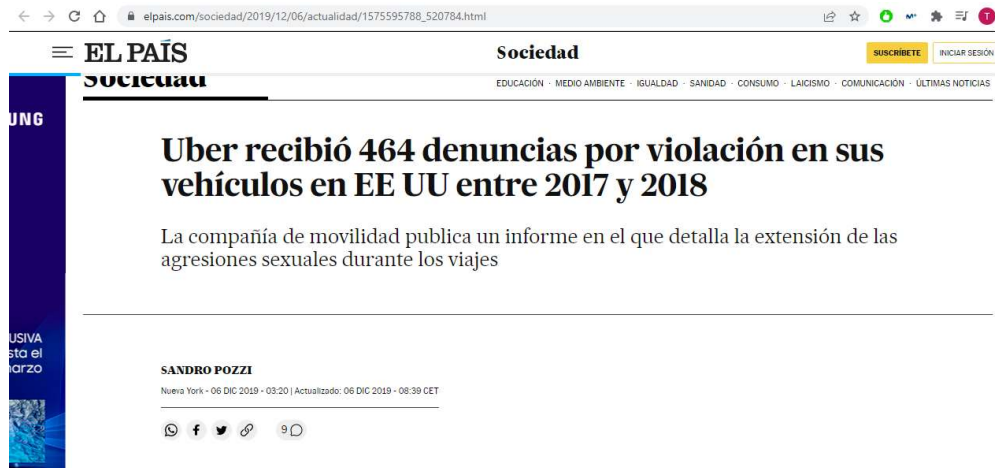 elpais.com/sociedad/2019/12/06/actualidad/1575595788_520784.html
T
EL PAÍS
Sociedad
SUSCRÍBETE
INICIAR SESIÓN
Sociedad
EDUCACIÓN · MEDIO AMBIENTE · IGUALDAD · SANIDAD · CONSUMO · LAICISMO · COMUNICACIÓN · ÚLTIMAS NOTICIAS
UNG
Uber recibió 464 denuncias por violación en sus
vehículos en EE UU entre 2017 y 2018
La compañía de movilidad publica un informe en el que detalla la extensión de las
agresiones sexuales durante los viajes
USIVA
sta el
arzo
SANDRO POZZI
Nueva York - 06 DIC 2019 - 03:20 | Actualizado: 06 DIC 2019 - 08:39 CET
9